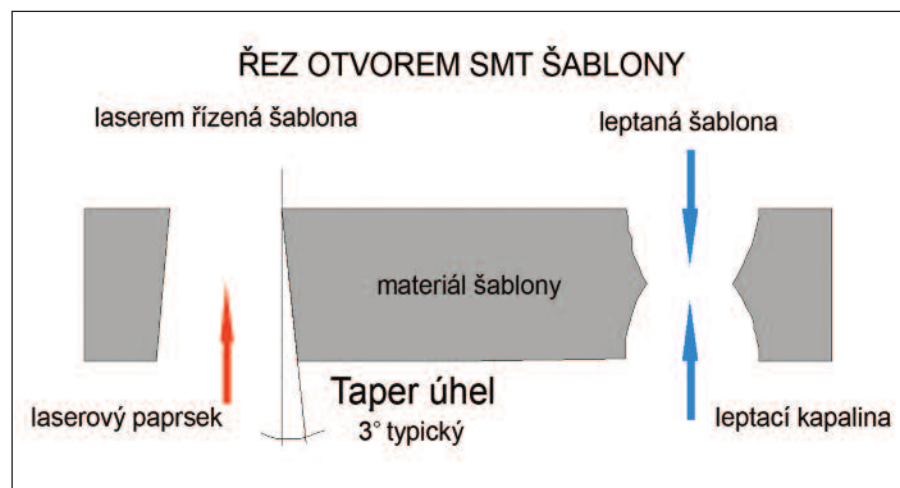 ŘEZ OTVOREM SMT ŠABLONY
laserem řízená šablona
leptaná šablona
materiál šablony
laserový paprsek
Taper úhel
3° typický
leptací kapalina